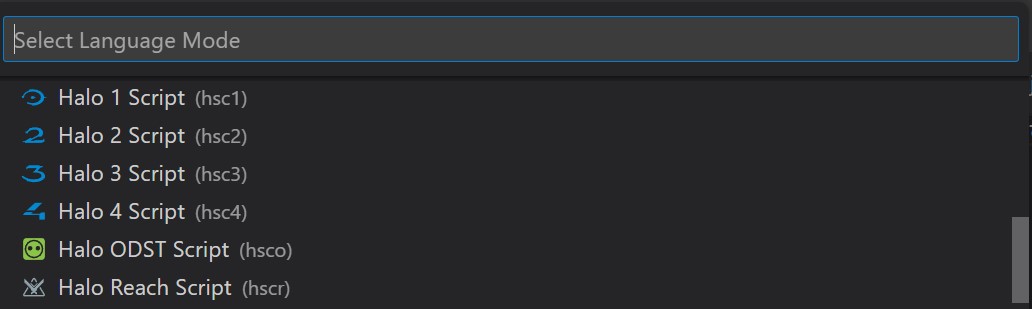 Select Language Mode
Halo 1 Script (hsc1)
Halo 2 Script (hsc2)
Halo 3 Script (hsc3)
Halo 4 Script (hsc4)
Halo ODST Script (hsco)
Halo Reach Script (hscr)